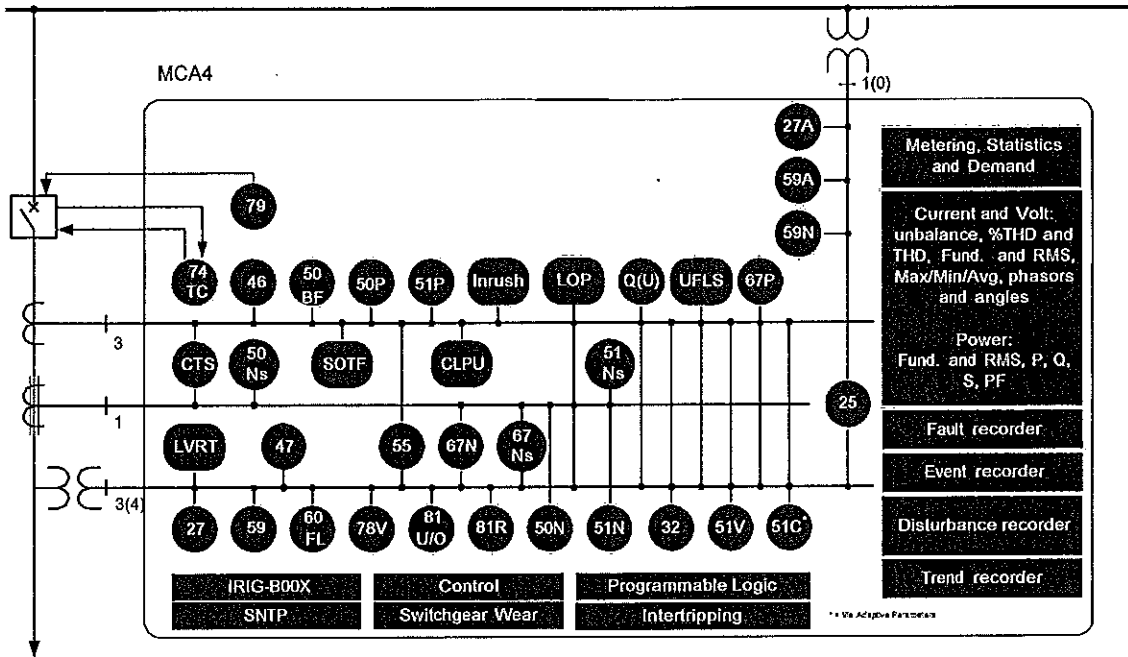 MCA4
1(0)
27A
59A
59N
Metering, Statistics
and Demand
79
Current and Volt:
unbalance, %THD and
THD, Fund. and RMS,
Max/Min/Avg, phasors
and angles
Power:
Fund. and RMS, P, Q,
S, PF
74
TC
46
50
BF
50P
51P
Inrush
LOP
Q(U)
UFLS
67P
3
CTS
50
Ns
SOTF
CLPU
51
Ns
25
1
Fault recorder
LVRT
47
55
67N
67
Ns
Event recorder
3(4)
27
59
60
FL
78V
81
U/O
81R
50N
51N
32
51V
51C*
Disturbance recorder
Trend recorder
IRIG-B00X
Control
Programmable Logic
SNTP
Switchgear Wear
Intertripping
* = Via Adaptive Parameters